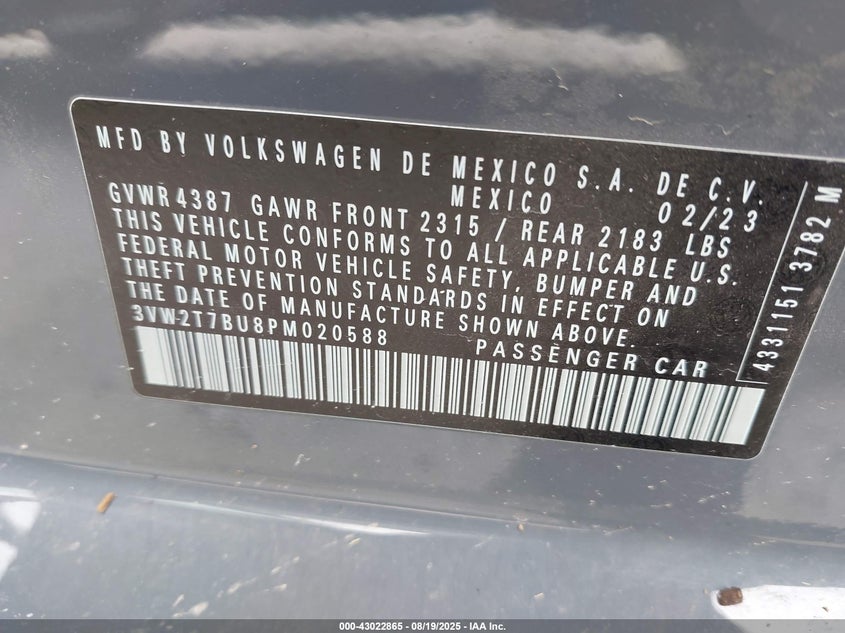 MFD BY VOLKSWAGEN DE MEXICO S.A. DE C.V.
MEXICO 02/23
GVWR 4387 GAWR FRONT 2315 / REAR 2183 LBS
THIS VEHICLE CONFORMS TO ALL APPLICABLE U.S.
FEDERAL MOTOR VEHICLE SAFETY, BUMPER AND
THEFT PREVENTION STANDARDS IN EFFECT ON
THE DATE OF MANUFACTURE SHOWN ABOVE.
3VW2T7BU8PM020588 PASSENGER CAR
4331151 3782 M
000-43022865 - 08/19/2025 - IAA Inc.